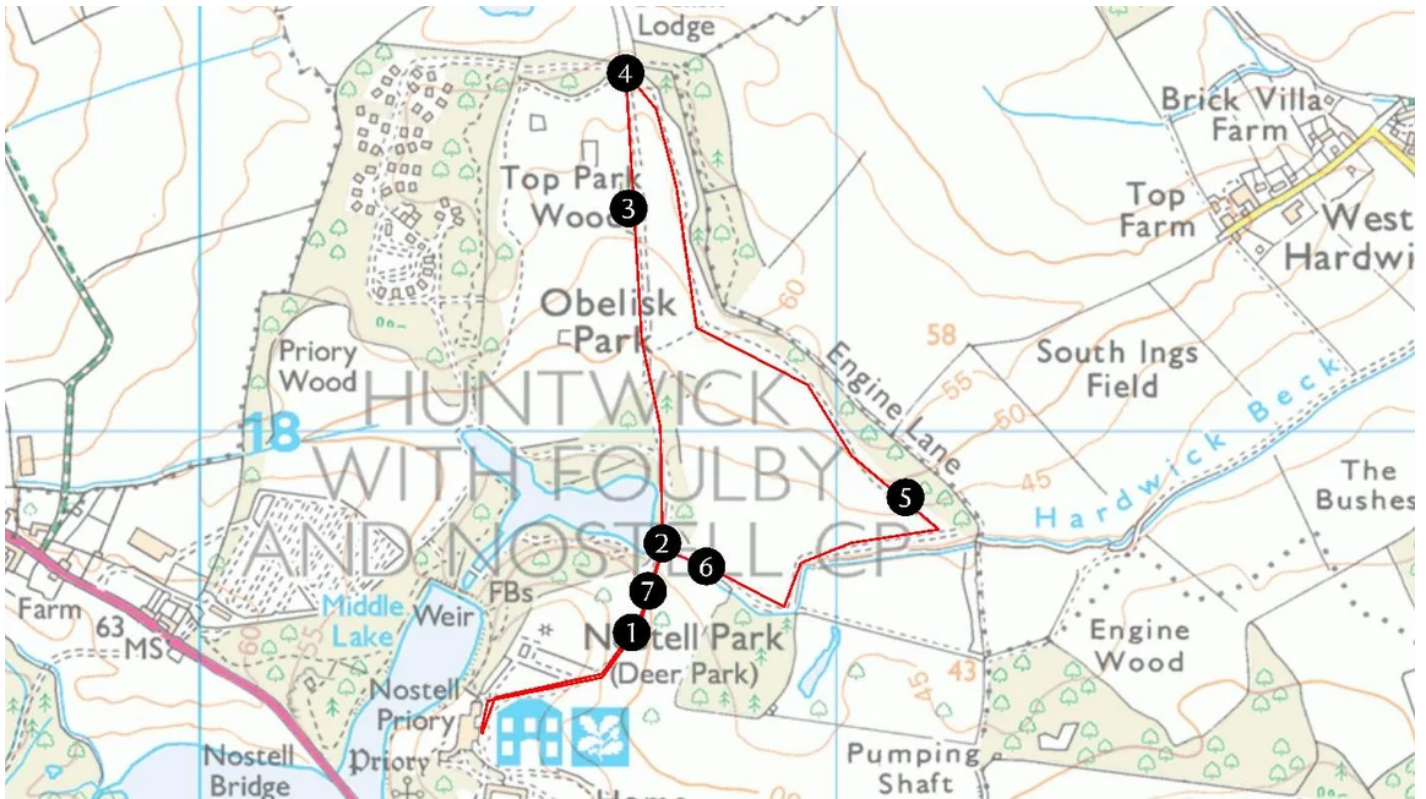 Lodge
4
Brick Villa
Farm
Top Park
Wood
3
Top
Farm
West
Hardwi
Obelisk
Park
60
58
Priory
Wood
Engine Lane
South Ings
Field
55
50
HUNTWICK
WITH FOULBY
AND NOSTELL CP
18
45
Hardwick Beck
The
Bushes
5
2
6
7
1
Middle
Lake
Weir
FBs
Farm
63
MS
60
55
Nostell Park
(Deer Park)
Engine
Wood
45
43
Nostell
Priory
Priory
Nostell
Bridge
Pumping
Shaft